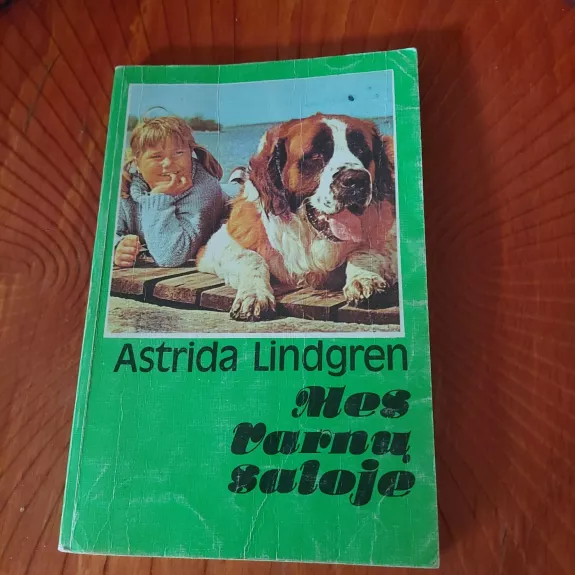 Astrida Lindgren
Mes
Varnų
saloje